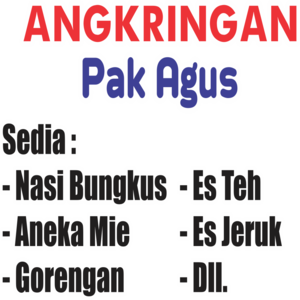 ANGKRINGAN
Pak Agus
Sedia :
- Nasi Bungkus - Es Teh
- Aneka Mie - Es Jeruk
- Gorengan - Dll.